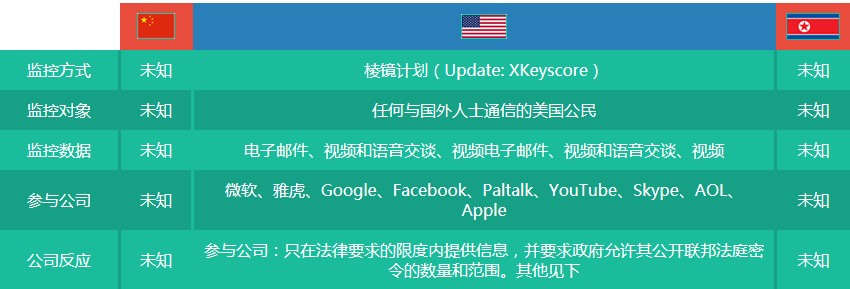 监控方式 未知 棱镜计划（Update: XKeyscore） 未知
监控对象 未知 任何与国外人士通信的美国公民 未知
监控数据 未知 电子邮件、视频和语音交谈、视频电子邮件、视频和语音交谈、视频 未知
参与公司 未知 微软、雅虎、Google、Facebook、Paltalk、YouTube、Skype、AOL、
Apple 未知
公司反应 未知 参与公司：只在法律要求的限度内提供信息，并要求政府允许其公开联邦法庭密
令的数量和范围。其他见下 未知